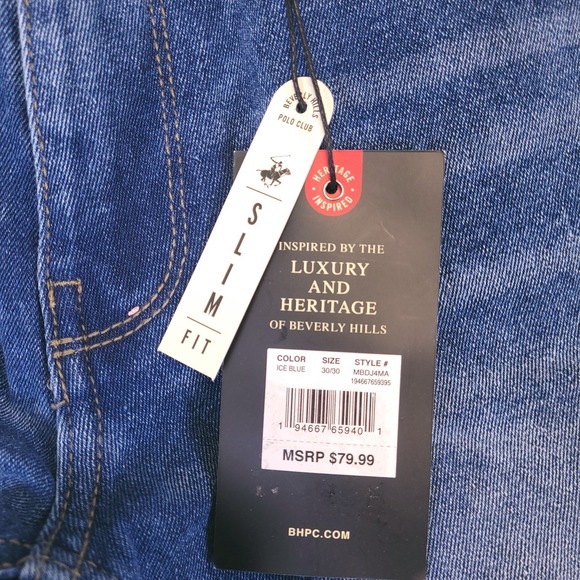 BEVERLY HILLS
POLO CLUB
SLIM
FIT
HERITAGE
INSPIRED
INSPIRED BY THE
LUXURY
AND
HERITAGE
OF BEVERLY HILLS
COLOR SIZE STYLE #
ICE BLUE 30/30 MBDJ4MA
194667659395
1 94667 65940 1
MSRP $79.99
BHPC.COM